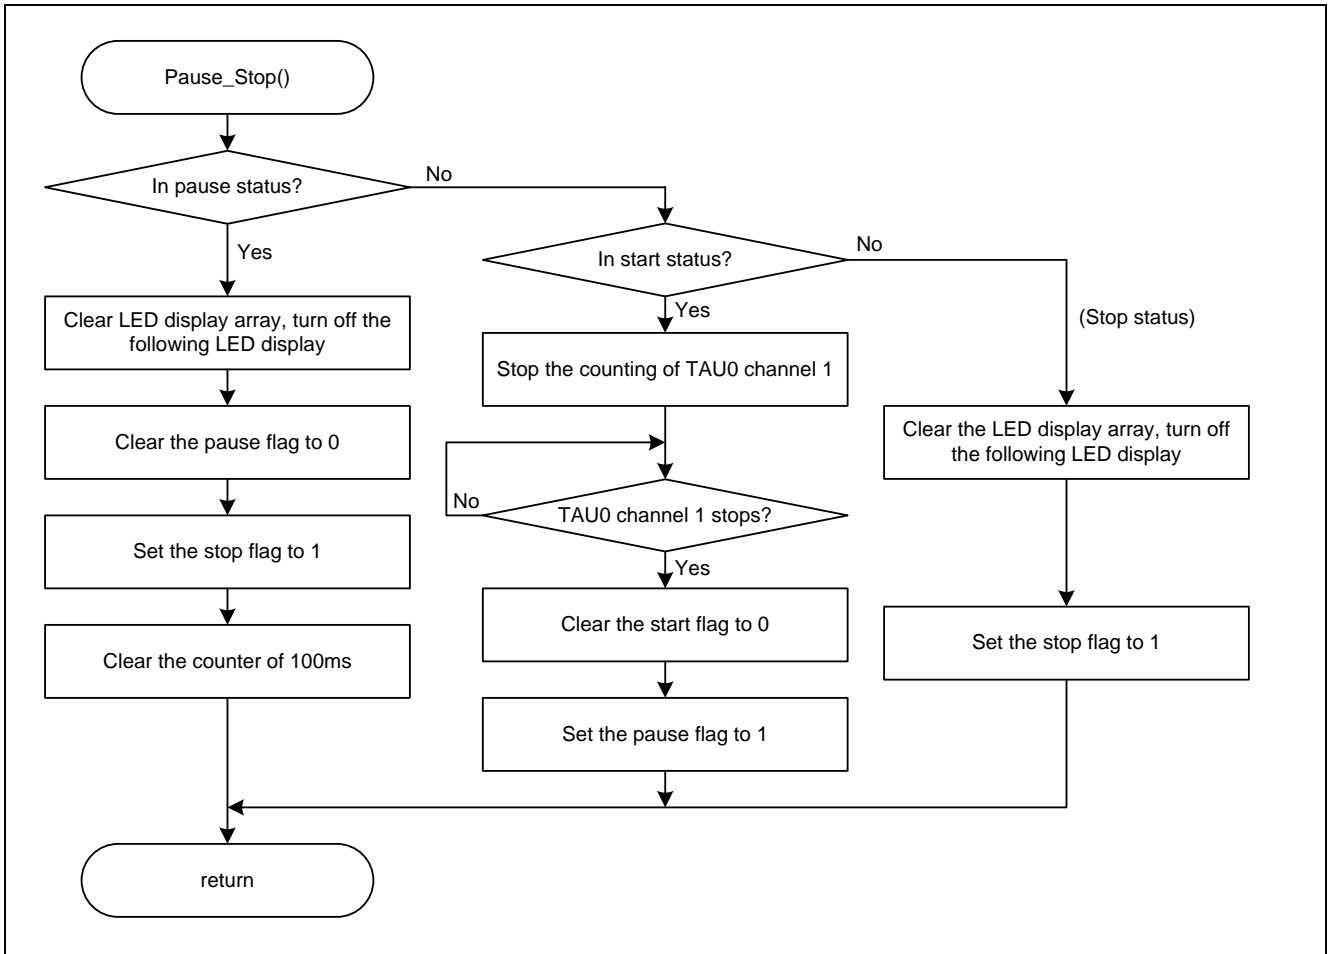 Pause_Stop()
In pause status?
No
Yes
Clear LED display array, turn off the
following LED display
Clear the pause flag to 0
Set the stop flag to 1
Clear the counter of 100ms
In start status?
No
Yes
Stop the counting of TAU0 channel 1
No
TAU0 channel 1 stops?
Yes
Clear the start flag to 0
Set the pause flag to 1
(Stop status)
Clear the LED display array, turn off
the following LED display
Set the stop flag to 1
return